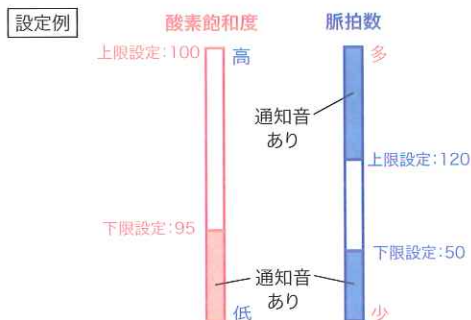 設定例
酸素飽和度
脈拍数
上限設定:100
高
多
通知音
あり
上限設定:120
下限設定:95
下限設定:50
通知音
あり
低
少